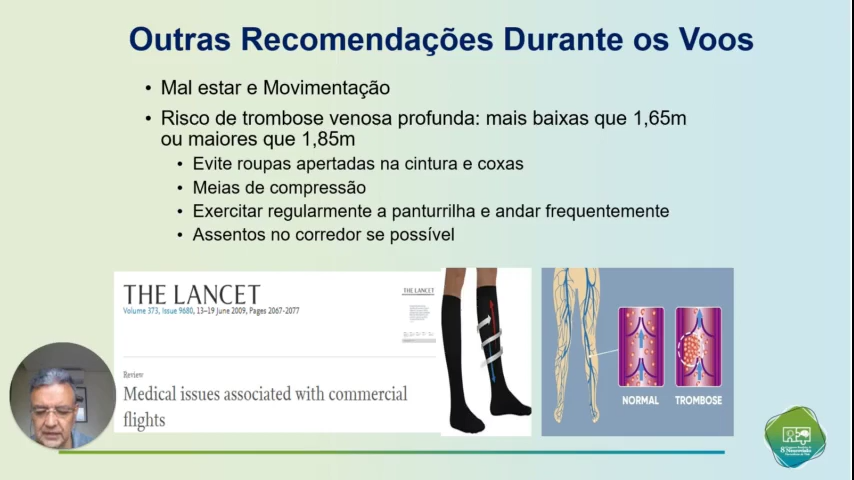 Outras Recomendações Durante os Voos
• Mal estar e Movimentação
• Risco de trombose venosa profunda: mais baixas que 1,65m
ou maiores que 1,85m
• Evite roupas apertadas na cintura e coxas
• Meias de compressão
• Exercitar regularmente a panturrilha e andar frequentemente
• Assentos no corredor se possível
THE LANCET
Volume 373, Issue 9680, 13–19 June 2009, Pages 2067-2077
THE LANCET
Review
Medical issues associated with commercial
flights
NORMAL
TROMBOSE